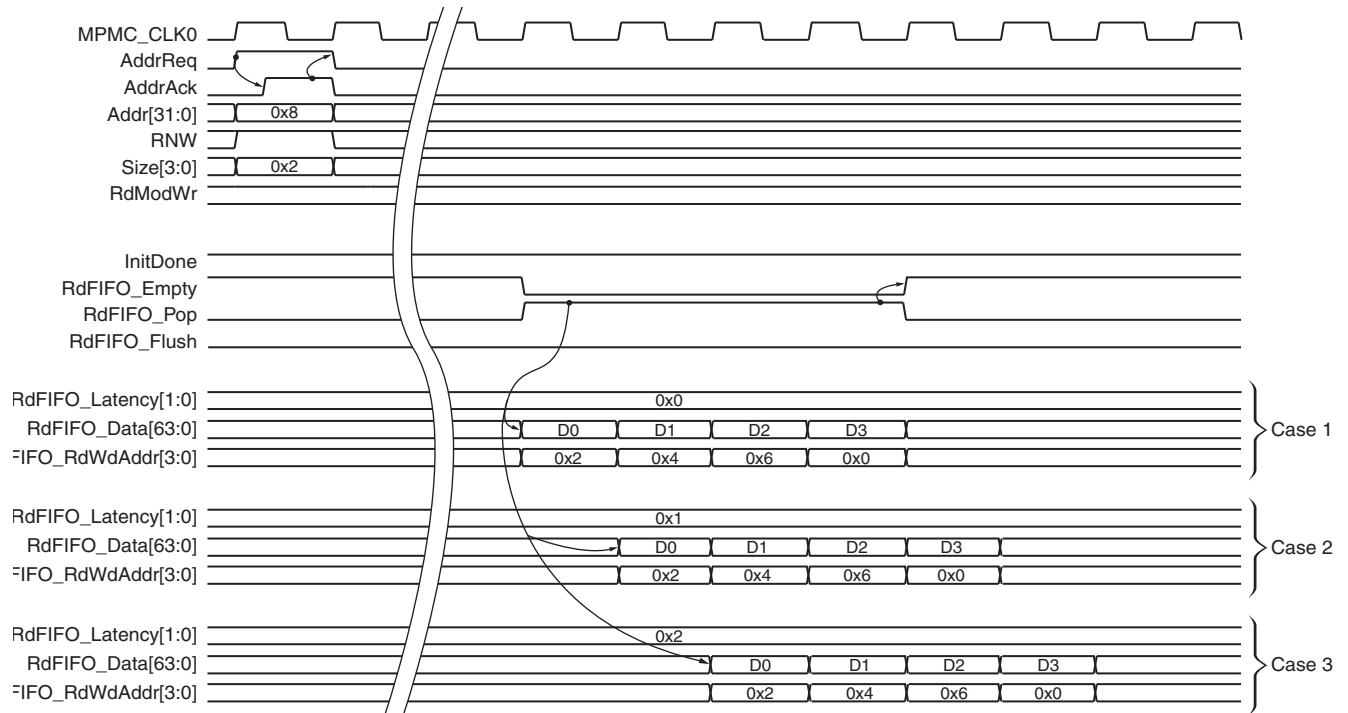 MPMC_CLK0
AddrReq
AddrAck
Addr[31:0] 0x8
RNW
Size[3:0] 0x2
RdModWr
InitDone
RdFIFO_Empty
RdFIFO_Pop
RdFIFO_Flush
RdFIFO_Latency[1:0] 0x0
RdFIFO_Data[63:0] D0 D1 D2 D3 Case 1
FIFO_RdWdAddr[3:0] 0x2 0x4 0x6 0x0
RdFIFO_Latency[1:0] 0x1
RdFIFO_Data[63:0] D0 D1 D2 D3 Case 2
FIFO_RdWdAddr[3:0] 0x2 0x4 0x6 0x0
RdFIFO_Latency[1:0] 0x2
RdFIFO_Data[63:0] D0 D1 D2 D3 Case 3
FIFO_RdWdAddr[3:0] 0x2 0x4 0x6 0x0